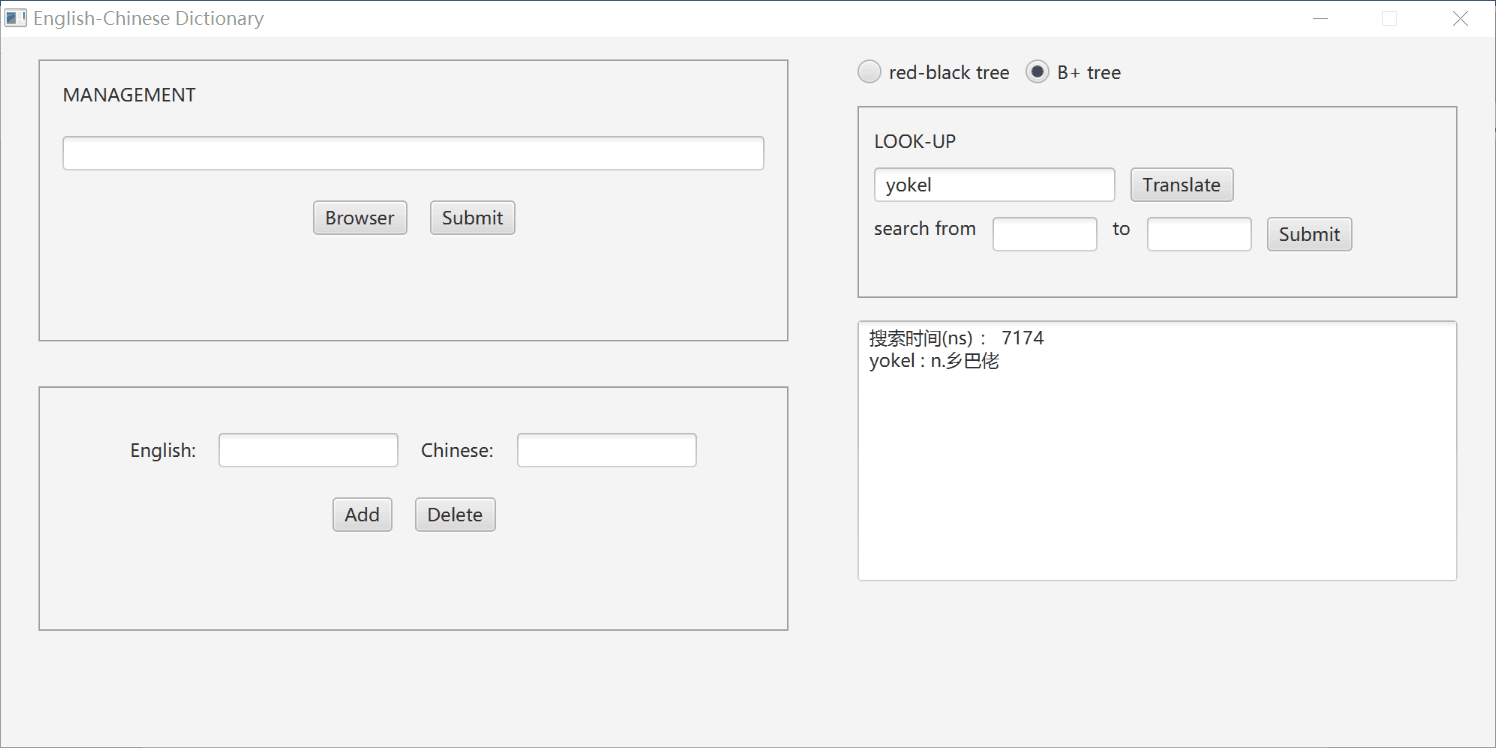 English-Chinese Dictionary
MANAGEMENT
Browser Submit
English: Chinese:
Add Delete
red-black tree B+ tree
LOOK-UP
yokel Translate
search from to Submit
搜索时间(ns) : 7174
yokel : n.乡巴佬